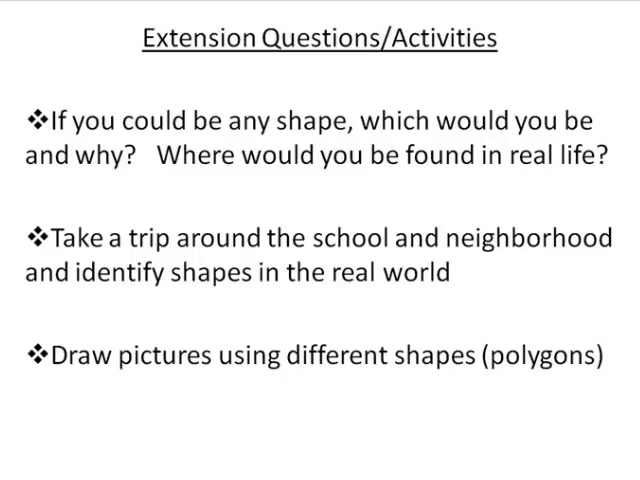 Extension Questions/Activities
❖If you could be any shape, which would you be
and why?   Where would you be found in real life?
❖Take a trip around the school and neighborhood
and identify shapes in the real world
❖Draw pictures using different shapes (polygons)